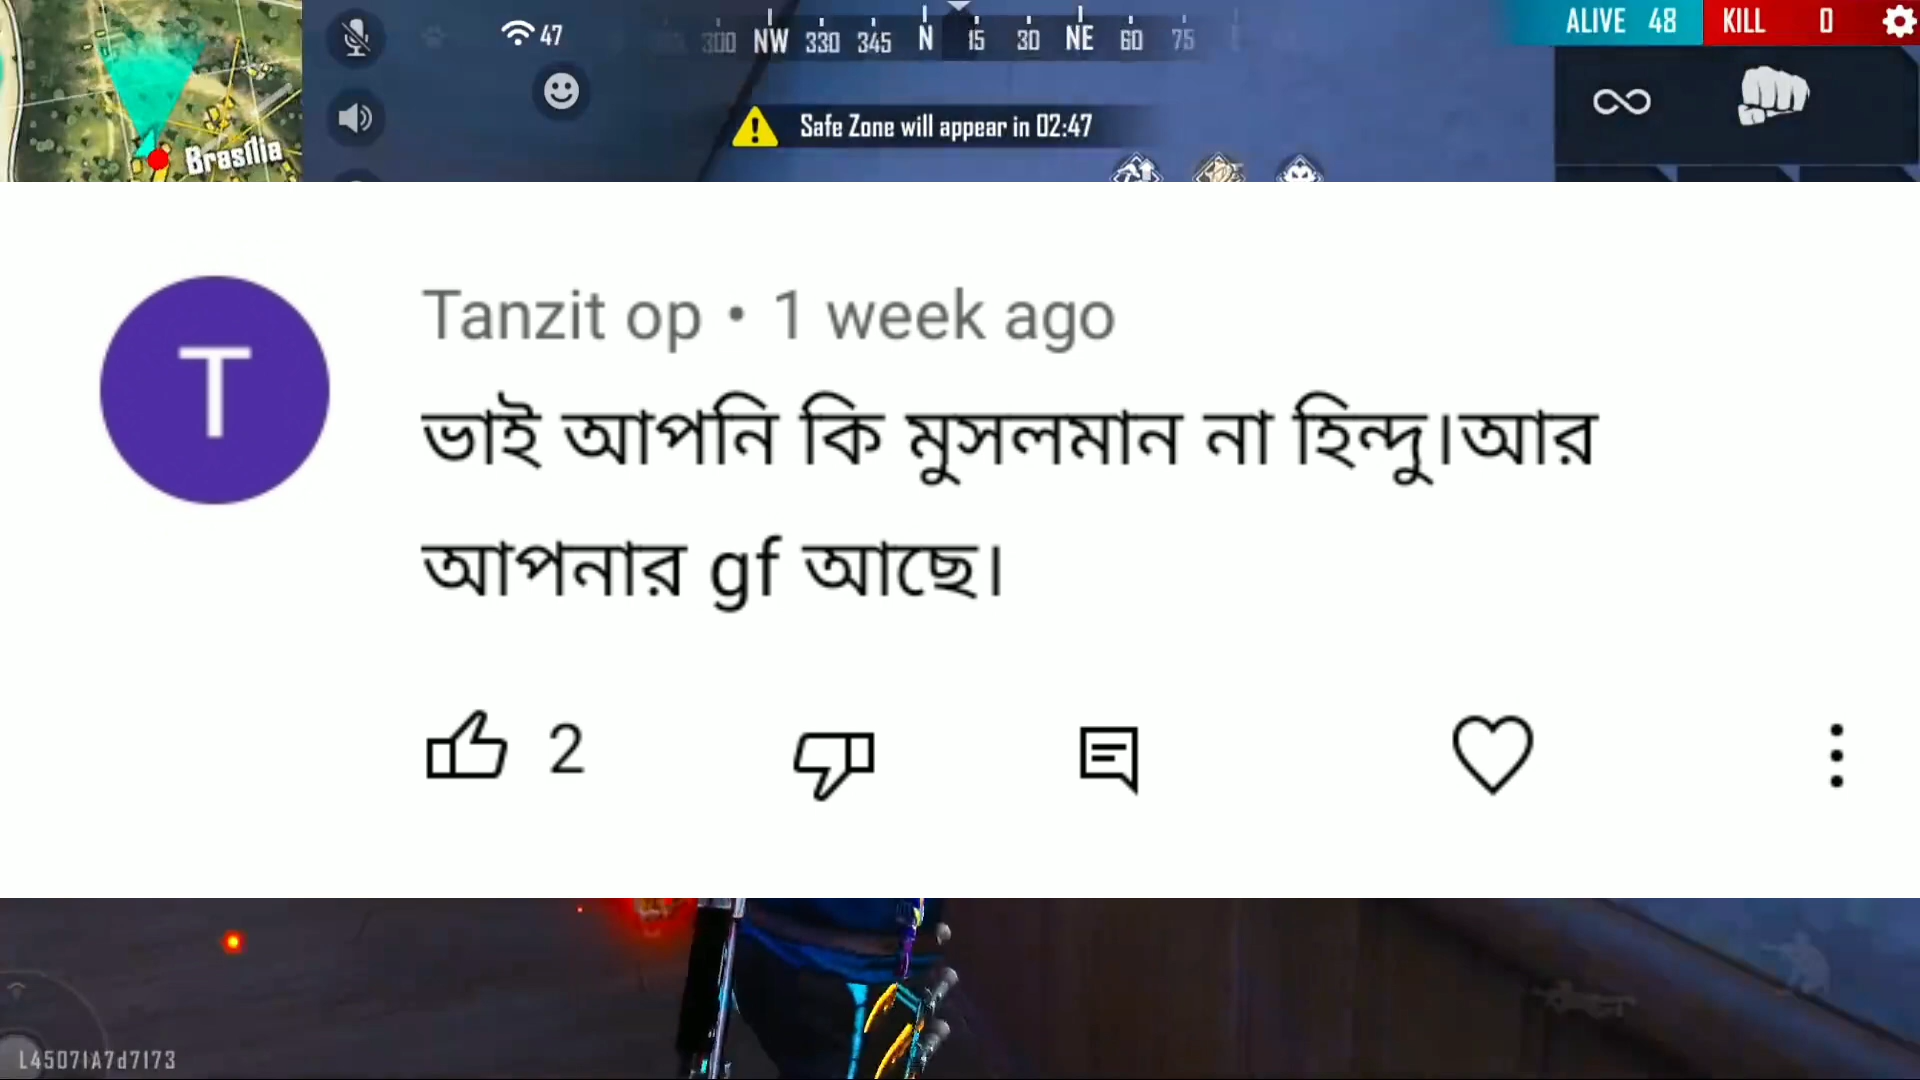 47
300 NW 330 345 N 15 30 NE 60 75
ALIVE 48 KILL 0
Safe Zone will appear in 02:47
Brasília
T
Tanzit op • 1 week ago
ভাই আপনি কি মুসলমান না হিন্দু।আর
আপনার gf আছে।
2
L45071A7d7173